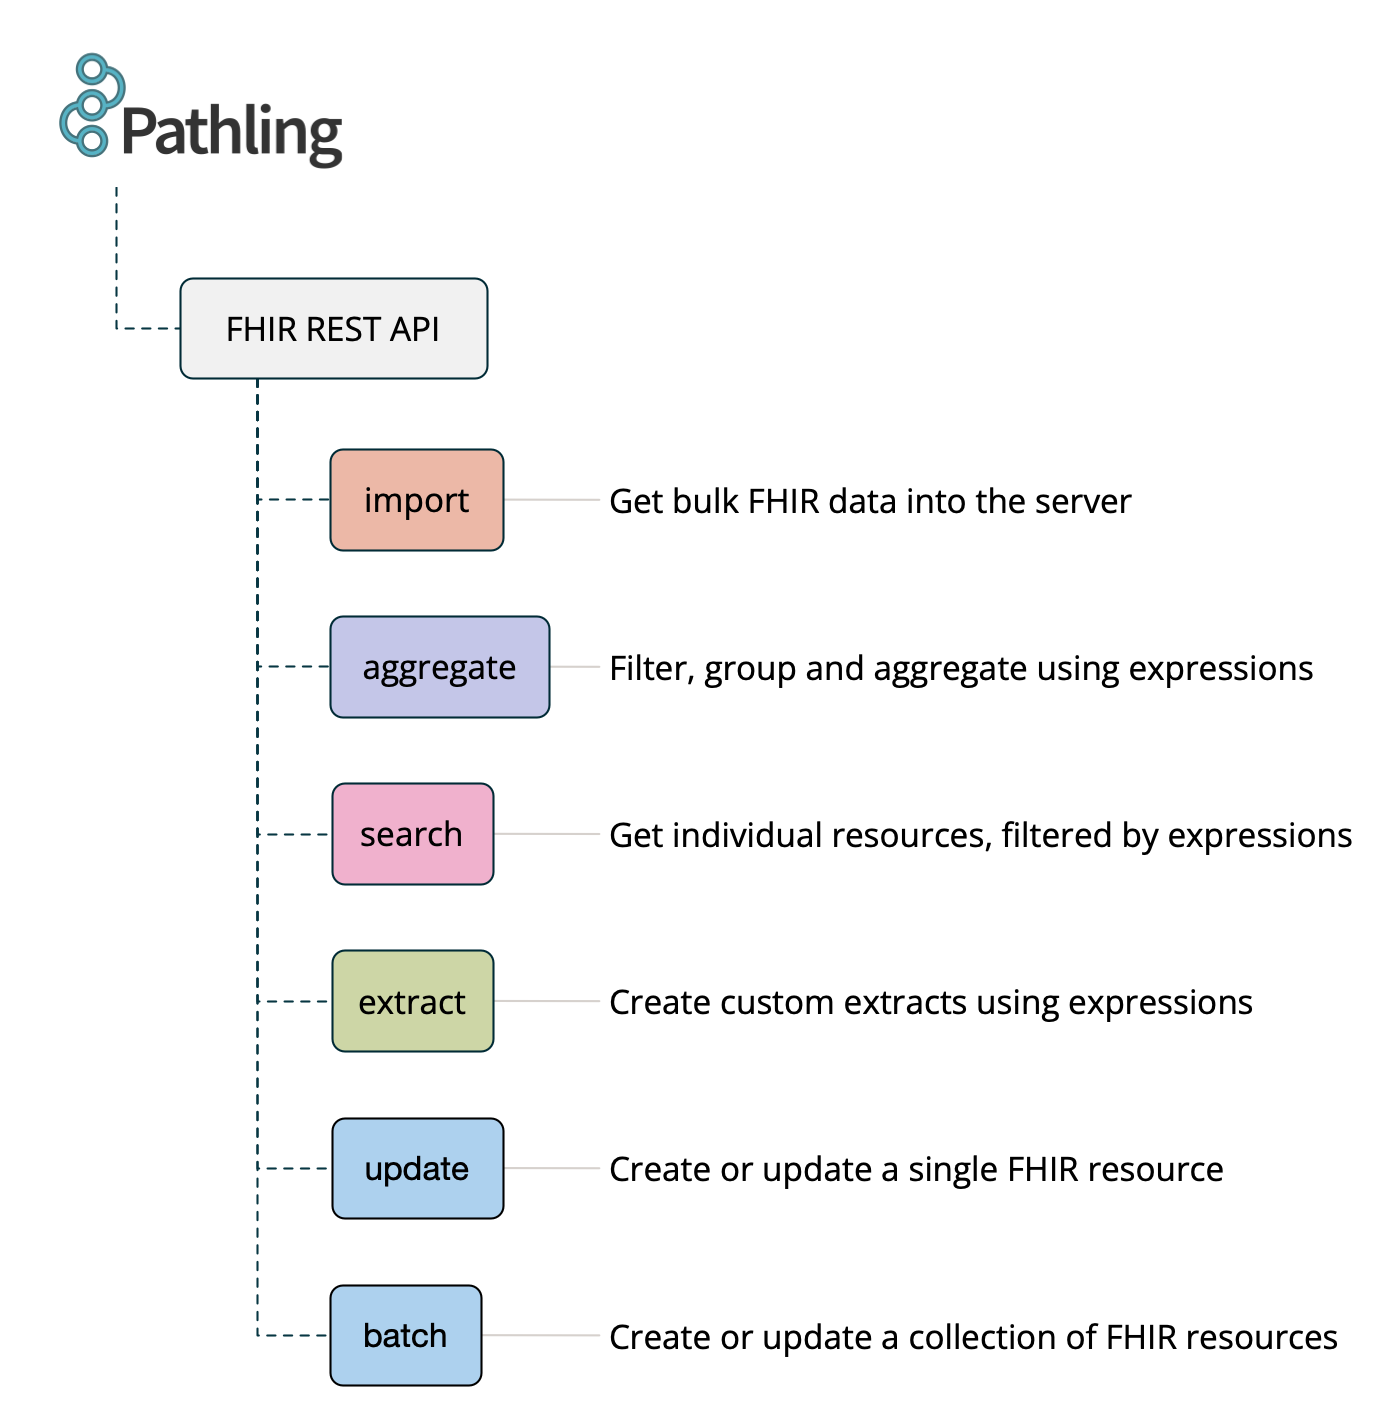 Pathling
FHIR REST API
import
Get bulk FHIR data into the server
aggregate
Filter, group and aggregate using expressions
search
Get individual resources, filtered by expressions
extract
Create custom extracts using expressions
update
Create or update a single FHIR resource
batch
Create or update a collection of FHIR resources